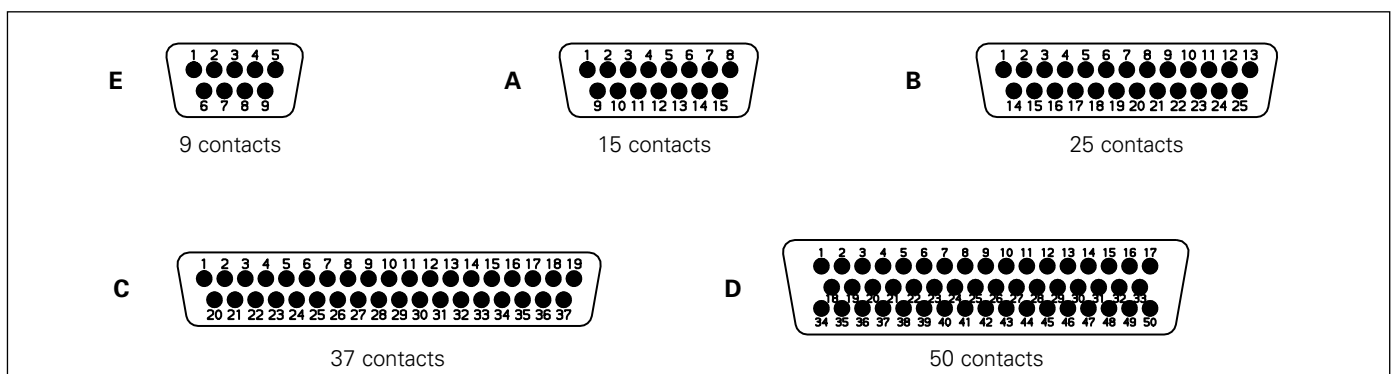 E
1 2 3 4 5
6 7 8 9
9 contacts
A
1 2 3 4 5 6 7 8
9 10 11 12 13 14 15
15 contacts
B
1 2 3 4 5 6 7 8 9 10 11 12 13
14 15 16 17 18 19 20 21 22 23 24 25
25 contacts
C
1 2 3 4 5 6 7 8 9 10 11 12 13 14 15 16 17 18 19
20 21 22 23 24 25 26 27 28 29 30 31 32 33 34 35 36 37
37 contacts
D
1 2 3 4 5 6 7 8 9 10 11 12 13 14 15 16 17
18 19 20 21 22 23 24 25 26 27 28 29 30 31 32 33
34 35 36 37 38 39 40 41 42 43 44 45 46 47 48 49 50
50 contacts